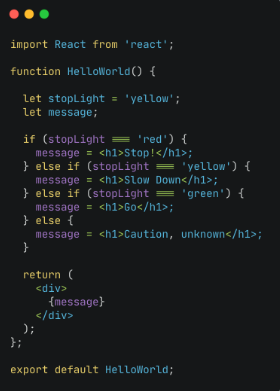 import React from 'react';
function HelloWorld() {
let stopLight = 'yellow';
let message;
if (stopLight === 'red') {
message = <h1>Stop!</h1>;
} else if (stopLight === 'yellow') {
message = <h1>Slow Down</h1>;
} else if (stopLight === 'green') {
message = <h1>Go</h1>;
} else {
message = <h1>Caution, unknown</h1>;
}
return (
<div>
{message}
</div>
);
};
export default HelloWorld;